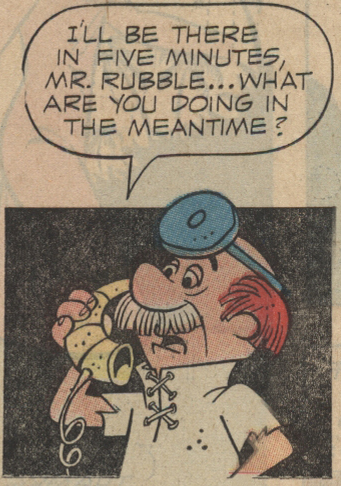 I'LL BE THERE
IN FIVE MINUTES,
MR. RUBBLE...WHAT
ARE YOU DOING IN
THE MEANTIME?